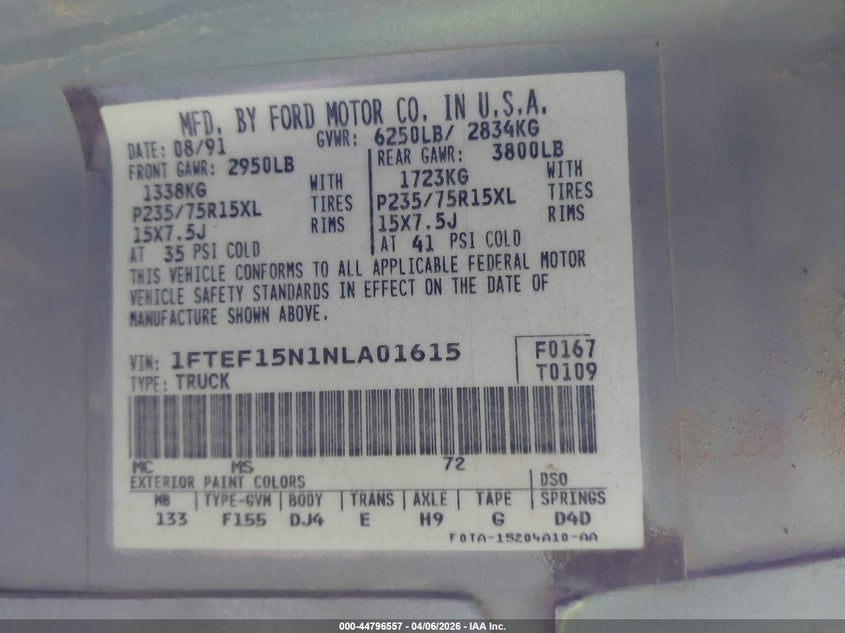 MFD. BY FORD MOTOR CO. IN U.S.A.
DATE: 08/91 GVWR: 6250LB/ 2834KG
FRONT GAWR: 2950LB REAR GAWR: 3800LB
1338KG WITH 1723KG WITH
P235/75R15XL TIRES P235/75R15XL TIRES
15X7.5J RIMS 15X7.5J RIMS
AT 35 PSI COLD AT 41 PSI COLD
THIS VEHICLE CONFORMS TO ALL APPLICABLE FEDERAL MOTOR
VEHICLE SAFETY STANDARDS IN EFFECT ON THE DATE OF
MANUFACTURE SHOWN ABOVE.
VIN: 1FTEF15N1NLA01615 F0167
TYPE: TRUCK T0109
MC MS 72
EXTERIOR PAINT COLORS DSO
WB TYPE-GVM BODY TRANS AXLE TAPE SPRINGS
133 F155 DJ4 E H9 G D4D
F0TA-15204A10-AA
000-44796557 - 04/06/2026 - IAA Inc.